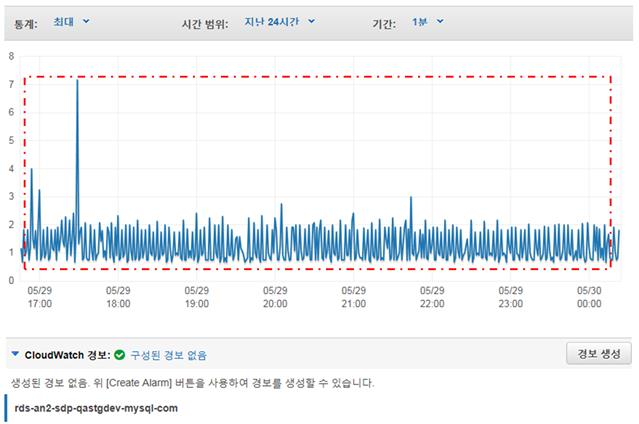 통계: 최대 시간 범위: 지난 24시간 기간: 1분
8
7
6
5
4
3
2
1
0
05/29 05/29 05/29 05/29 05/29 05/29 05/29 05/30
17:00 18:00 19:00 20:00 21:00 22:00 23:00 00:00
CloudWatch 경보: 구성된 경보 없음 경보 생성
생성된 경보 없음. 위 [Create Alarm] 버튼을 사용하여 경보를 생성할 수 있습니다.
rds-an2-sdp-qastgdev-mysql-com